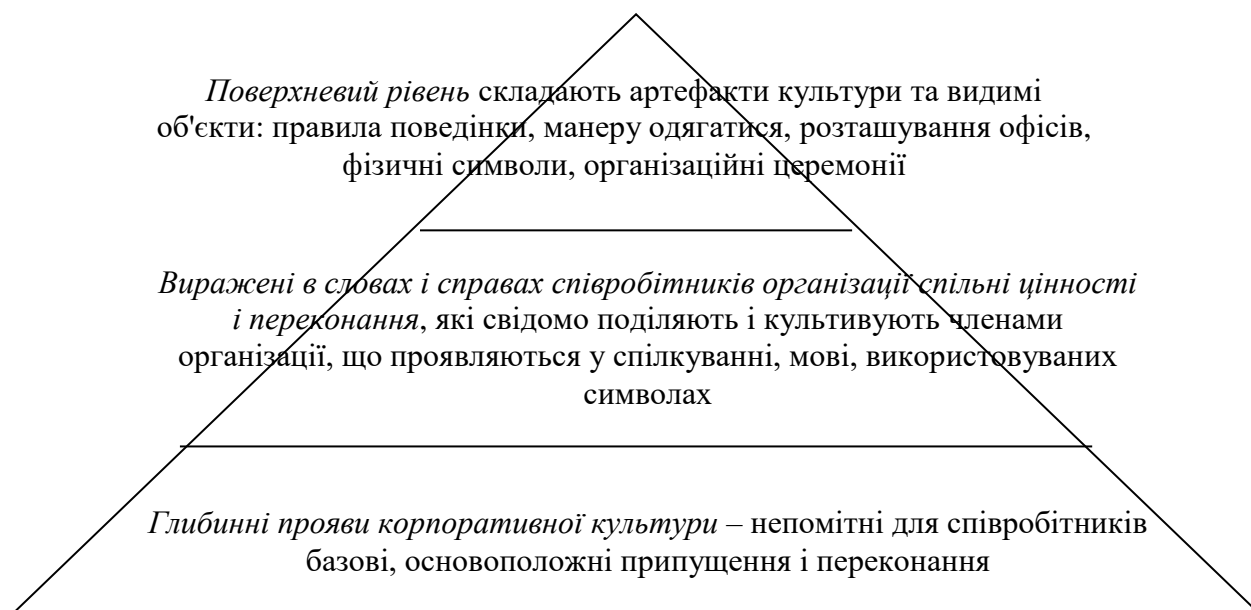 Поверхневий рівень складають артефакти культури та видимі
об'єкти: правила поведінки, манеру одягатися, розташування офісів,
фізичні символи, організаційні церемонії
Виражені в словах і справах співробітників організації спільні цінності
і переконання, які свідомо поділяють і культивують членами
організації, що проявляються у спілкуванні, мові, використовуваних
символах
Глибинні прояви корпоративної культури – непомітні для співробітників
базові, основоположні припущення і переконання